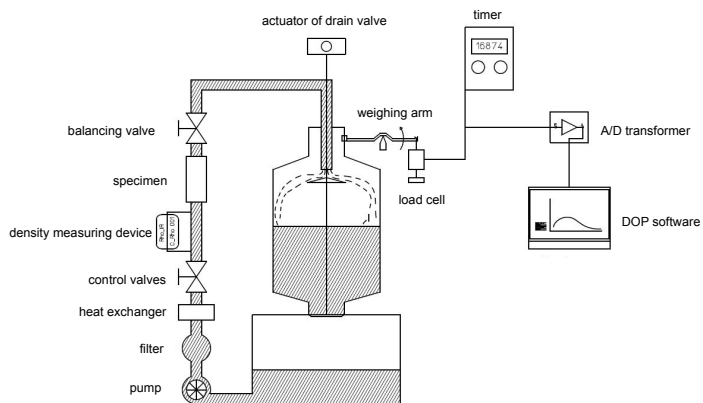 actuator of drain valve
timer
16874
weighing arm
balancing valve
A/D transformer
specimen
load cell
density measuring device
DOP software
control valves
heat exchanger
filter
pump